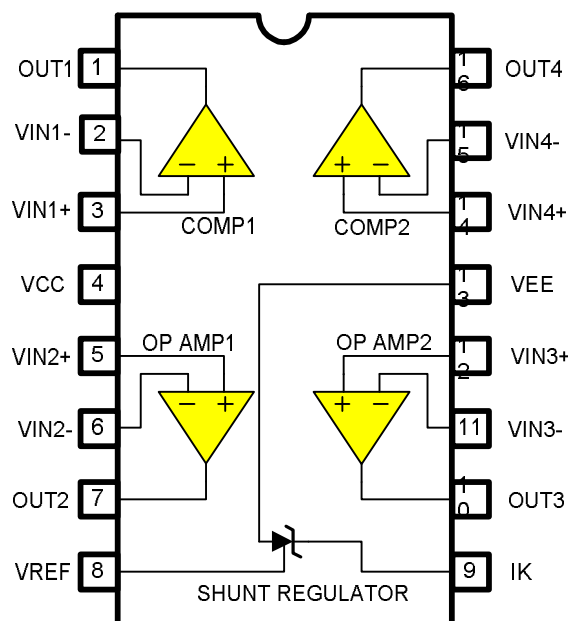 OUT1 1 16 OUT4
VIN1- 2 15 VIN4-
VIN1+ 3 14 VIN4+
COMP1 COMP2
VCC 4 13 VEE
VIN2+ 5 OP AMP1 OP AMP2 12 VIN3+
VIN2- 6 11 VIN3-
OUT2 7 10 OUT3
VREF 8 9 IK
SHUNT REGULATOR